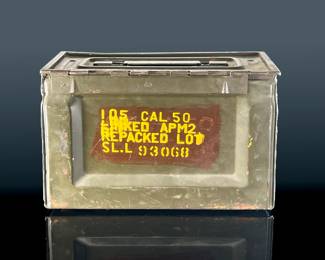 105 CAL 50
LINKED APM2
REPACKED LOT
SL.L 93068